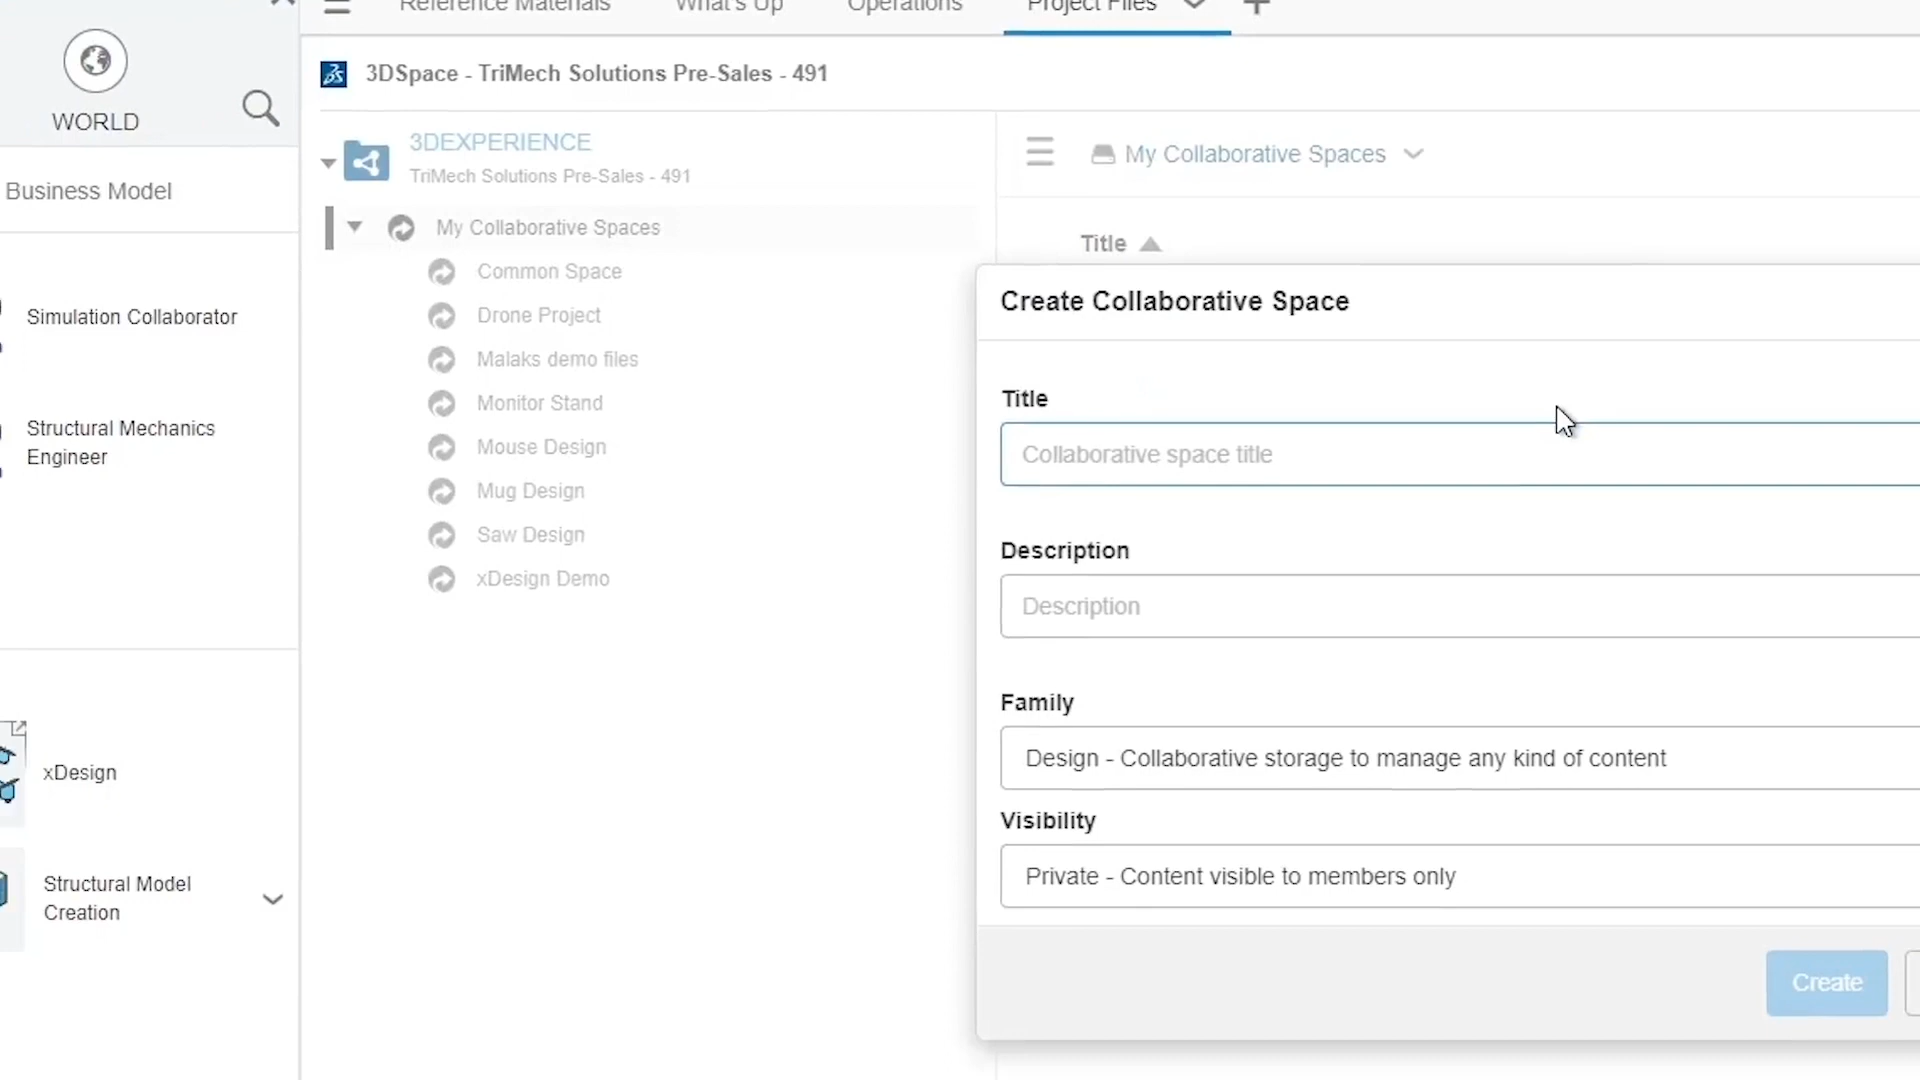 Reference Materials
What's Up
Operations
Project Files
WORLD
3DSpace - TriMech Solutions Pre-Sales - 491
3DEXPERIENCE
TriMech Solutions Pre-Sales - 491
My Collaborative Spaces
Common Space
Drone Project
Malaks demo files
Monitor Stand
Mouse Design
Mug Design
Saw Design
xDesign Demo
Business Model
Simulation Collaborator
Structural Mechanics
Engineer
xDesign
Structural Model
Creation
My Collaborative Spaces
Title
Create Collaborative Space
Title
Collaborative space title
Description
Description
Family
Design - Collaborative storage to manage any kind of content
Visibility
Private - Content visible to members only
Create